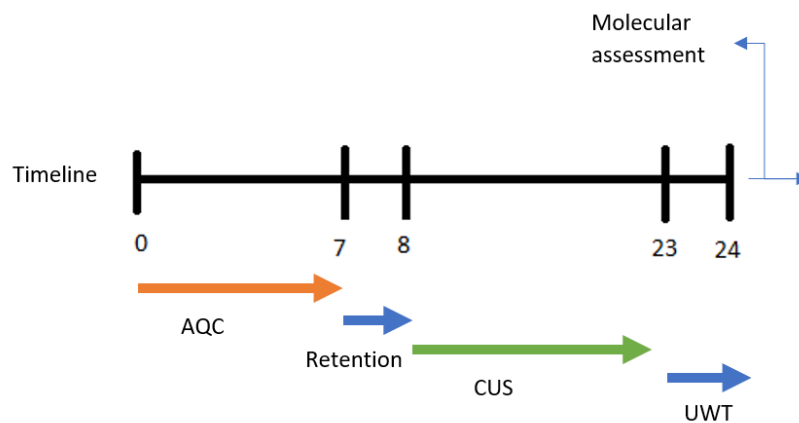 Molecular
assessment
Timeline
0
7
8
23
24
AQC
Retention
CUS
UWT